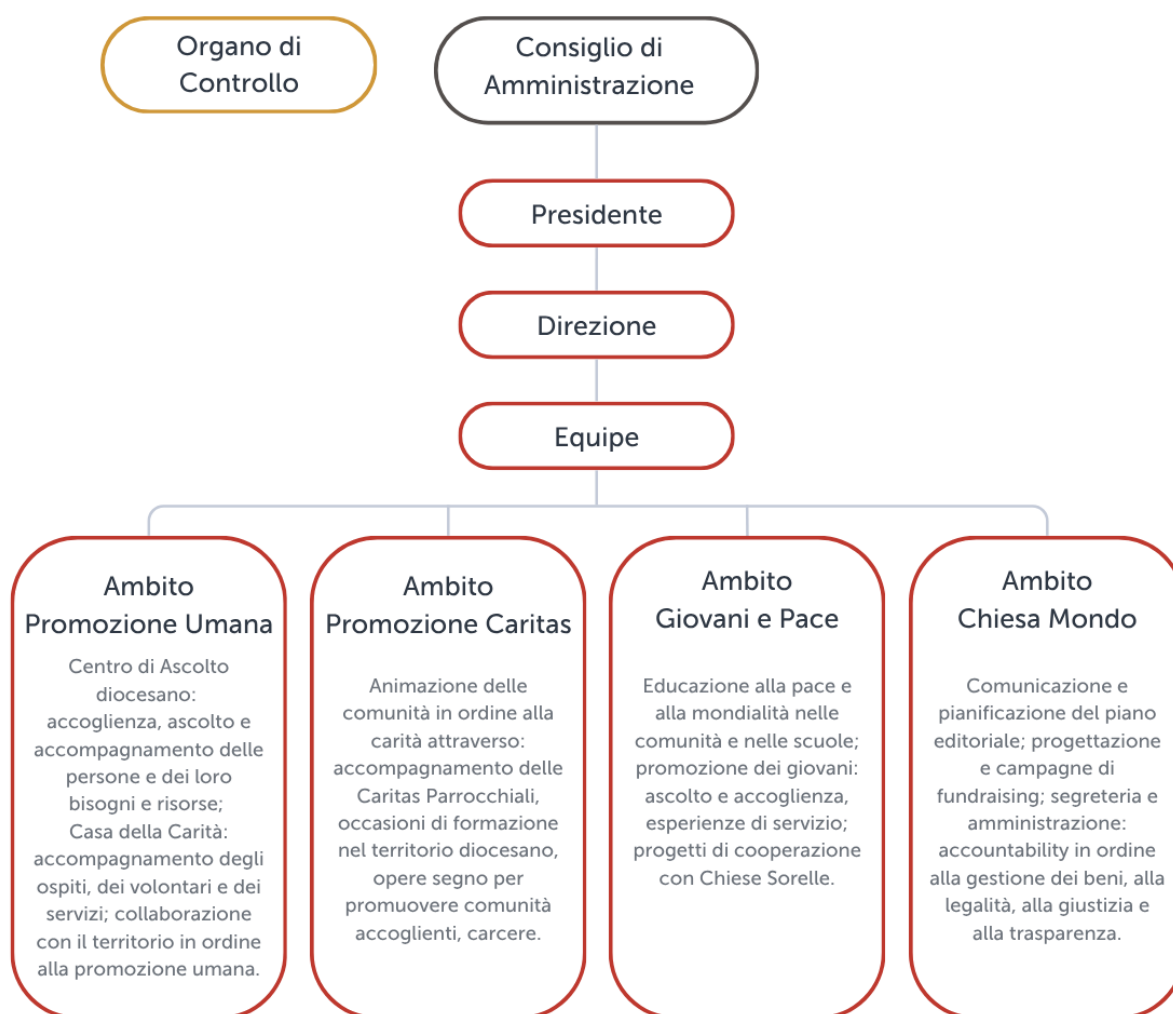 Organo di
Controllo
Consiglio di
Amministrazione
Presidente
Direzione
Equipe
Ambito
Promozione Umana
Centro di Ascolto
diocesano:
accoglienza, ascolto e
accompagnamento delle
persone e dei loro
bisogni e risorse;
Casa della Carità:
accompagnamento degli
ospiti, dei volontari e dei
servizi; collaborazione
con il territorio in ordine
alla promozione umana.
Ambito
Promozione Caritas
Animazione delle
comunità in ordine alla
carità attraverso:
accompagnamento delle
Caritas Parrocchiali,
occasioni di formazione
nel territorio diocesano,
opere segno per
promuovere comunità
accoglienti, carcere.
Ambito
Giovani e Pace
Educazione alla pace e
alla mondialità nelle
comunità e nelle scuole;
promozione dei giovani:
ascolto e accoglienza,
esperienze di servizio;
progetti di cooperazione
con Chiese Sorelle.
Ambito
Chiesa Mondo
Comunicazione e
pianificazione del piano
editoriale; progettazione
e campagne di
fundraising; segreteria e
amministrazione:
accountability in ordine
alla gestione dei beni, alla
legalità, alla giustizia e
alla trasparenza.